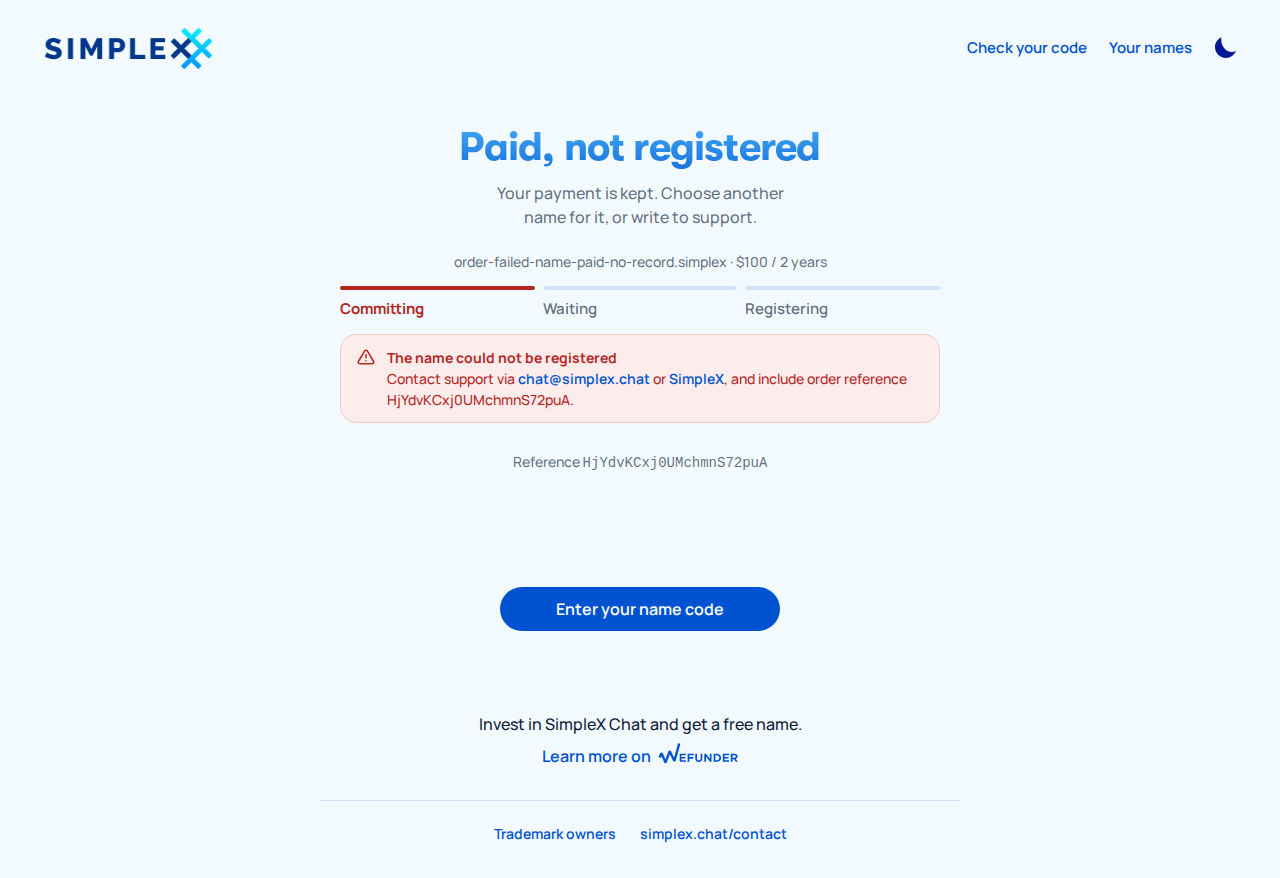 SIMPLEX
Check your code
Your names
Paid, not registered
Your payment is kept. Choose another
name for it, or write to support.
order-failed-name-paid-no-record.simplex · $100 / 2 years
Committing
Waiting
Registering
The name could not be registered
Contact support via chat@simplex.chat or SimpleX, and include order reference
HjYdvKCxj0UMchmnS72puA.
Reference HjYdvKCxj0UMchmnS72puA
Enter your name code
Invest in SimpleX Chat and get a free name.
Learn more on WEFUNDER
Trademark owners
simplex.chat/contact